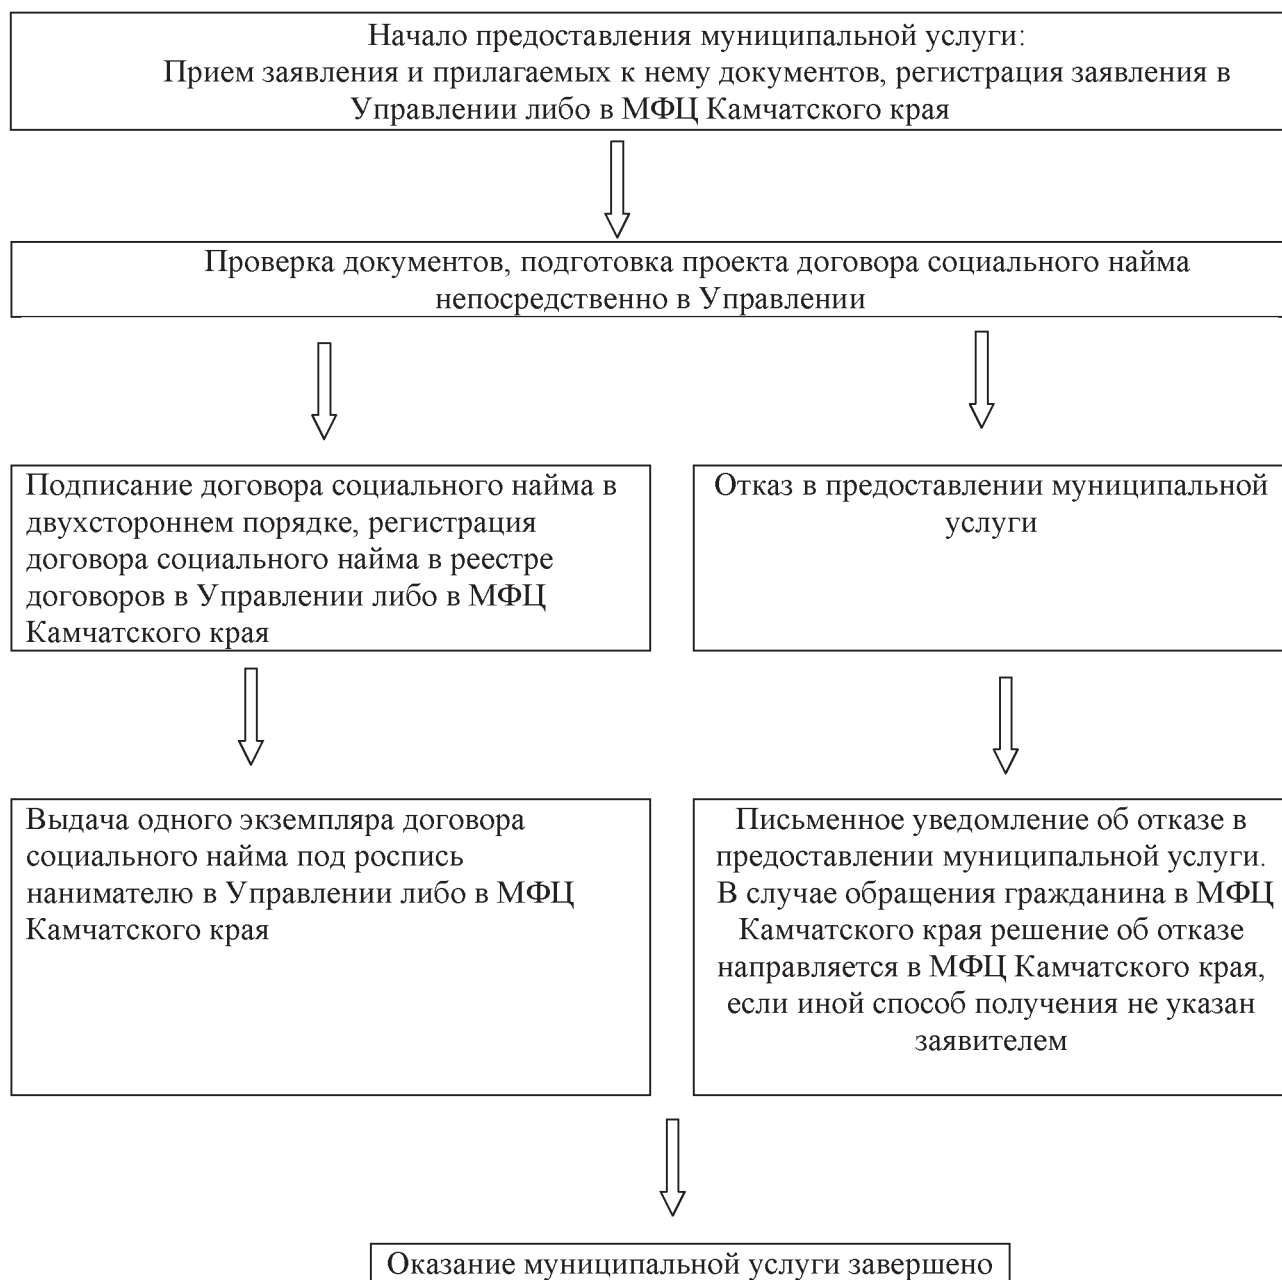 Начало предоставления муниципальной услуги:
Прием заявления и прилагаемых к нему документов, регистрация заявления в
Управлении либо в МФЦ Камчатского края
Проверка документов, подготовка проекта договора социального найма
непосредственно в Управлении
Подписание договора социального найма в
двухстороннем порядке, регистрация
договора социального найма в реестре
договоров в Управлении либо в МФЦ
Камчатского края
Отказ в предоставлении муниципальной
услуги
Выдача одного экземпляра договора
социального найма под роспись
нанимателю в Управлении либо в МФЦ
Камчатского края
Письменное уведомление об отказе в
предоставлении муниципальной услуги.
В случае обращения гражданина в МФЦ
Камчатского края решение об отказе
направляется в МФЦ Камчатского края,
если иной способ получения не указан
заявителем
Оказание муниципальной услуги завершено